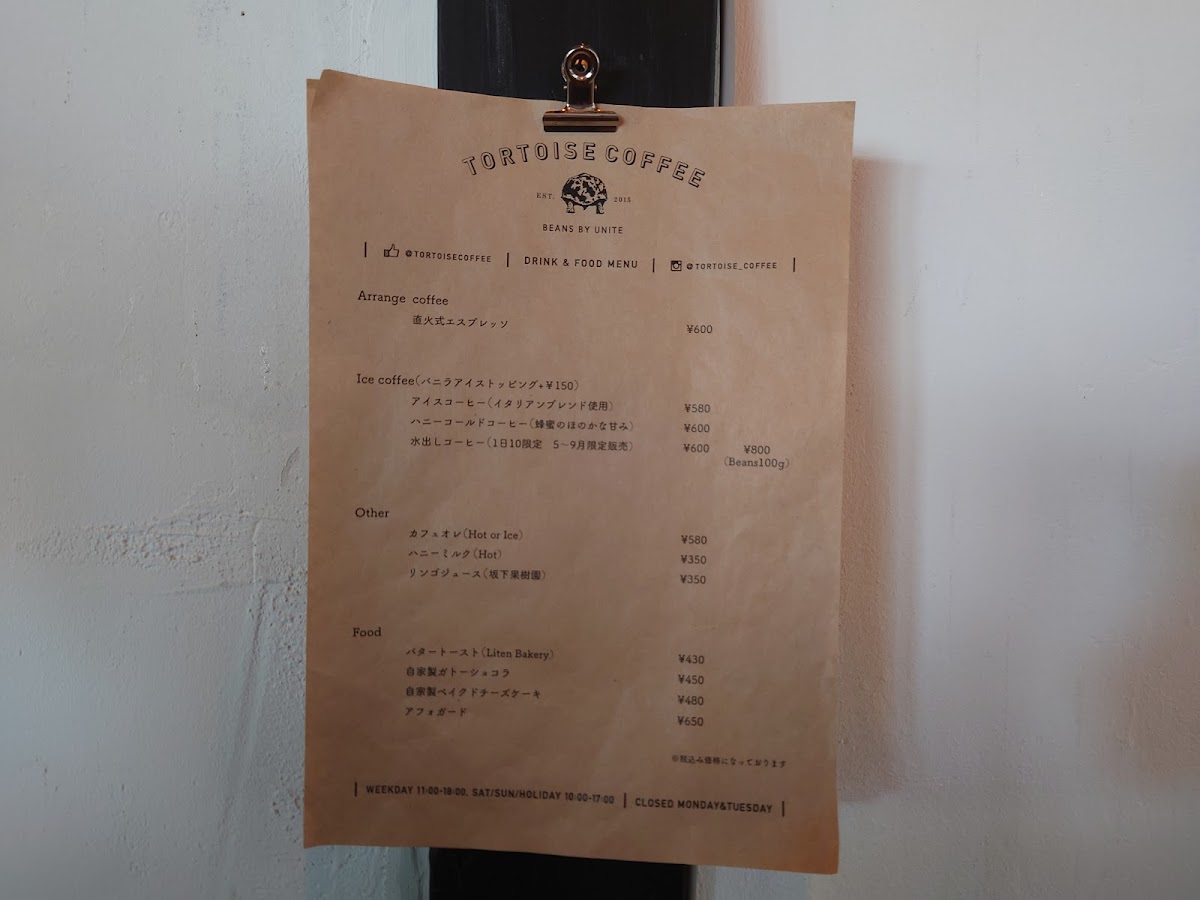 TORTOISE COFFEE
EST. 2015
BEANS BY UNITE
@TORTOISECOFFEE | DRINK & FOOD MENU | @TORTOISE_COFFEE
Arrange coffee
直火式エスプレッソ ¥600
Ice coffee(バニラアイストッピング+¥150)
アイスコーヒー(イタリアンブレンド使用) ¥580
ハニーコールドコーヒー(蜂蜜のほのかな甘み) ¥600
水出しコーヒー(1日10限定 5〜9月限定販売) ¥600 ¥800
(Beans100g)
Other
カフェオレ(Hot or Ice) ¥580
ハニーミルク(Hot) ¥350
リンゴジュース(坂下果樹園) ¥350
Food
バタートースト(Liten Bakery) ¥430
自家製ガトーショコラ ¥450
自家製ベイクドチーズケーキ ¥480
アフォガード ¥650
※税込み価格になっております
WEEKDAY 11:00-18:00. SAT/SUN/HOLIDAY 10:00-17:00 | CLOSED MONDAY&TUESDAY